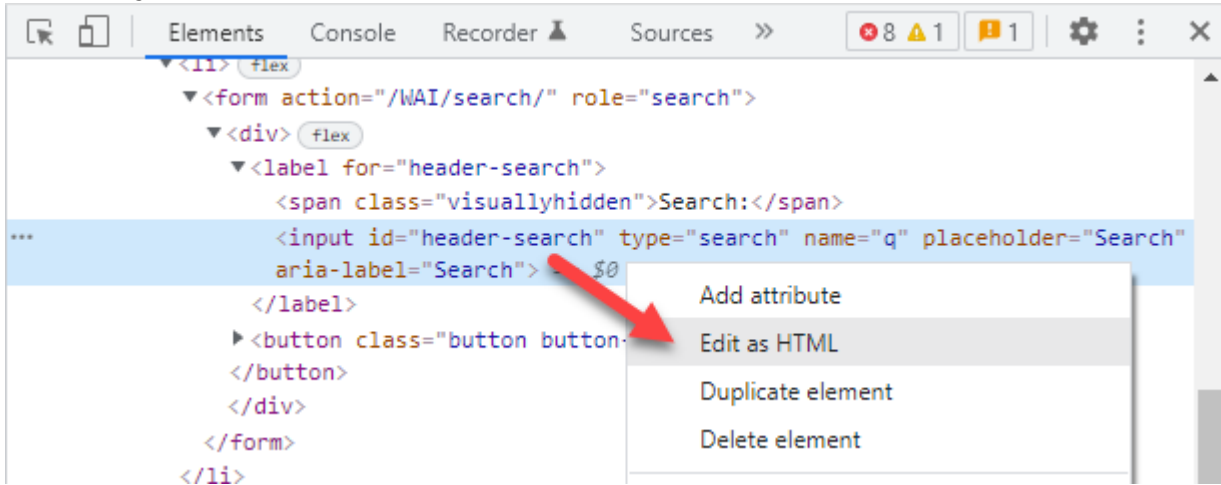 Elements Console Recorder Sources » 8 1 1
▼<li> flex
▼<form action="/WAI/search/" role="search">
▼<div> flex
▼<label for="header-search">
<span class="visuallyhidden">Search:</span>
<input id="header-search" type="search" name="q" placeholder="Search"
aria-label="Search"> $0
Add attribute
</label>
Edit as HTML
▶<button class="button button-
</button>
Duplicate element
</div>
Delete element
</form>
</li>